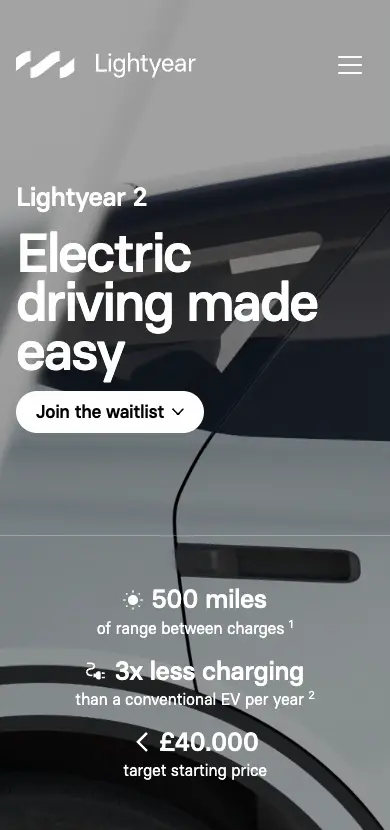 Lightyear
Lightyear 2
Electric
driving made
easy
Join the waitlist
500 miles
of range between charges ¹
3x less charging
than a conventional EV per year ²
< £40.000
target starting price